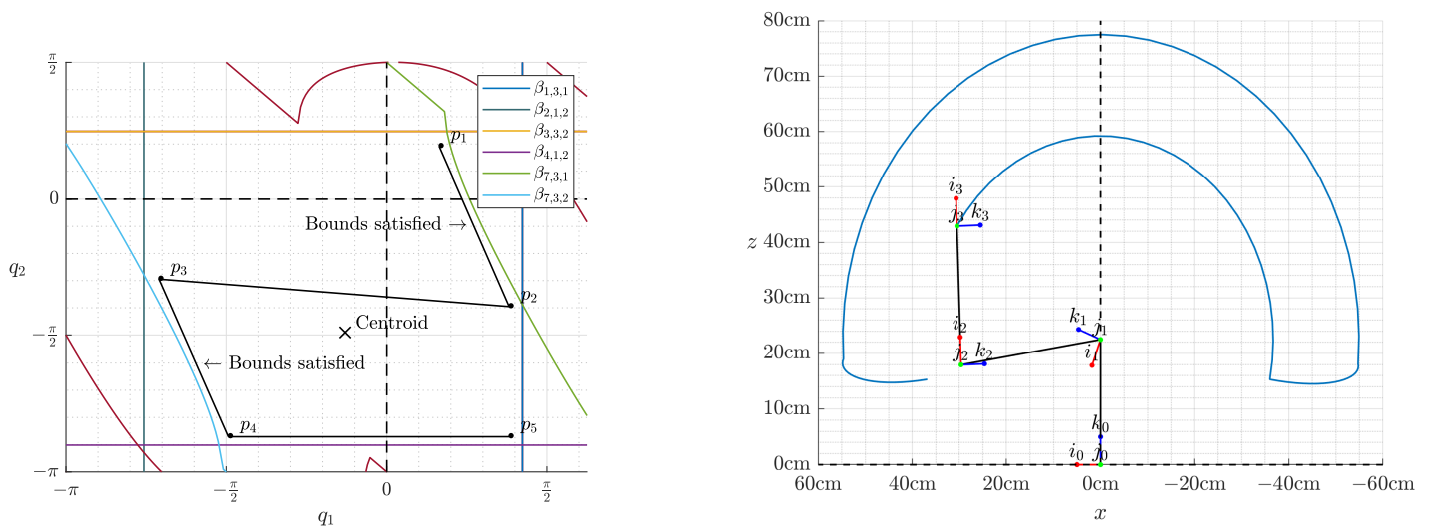 π/2
0
−π/2
−π
q₂
−π
−π/2
0
π/2
q₁
β₁,₃,₁
β₂,₁,₂
β₃,₃,₂
β₄,₁,₂
β₇,₃,₁
β₇,₃,₂
p₁
Bounds satisfied →
p₃
p₂
Centroid
← Bounds satisfied
p₄
p₅
80cm
70cm
60cm
50cm
z 40cm
30cm
20cm
10cm
0cm
i₃
j₃ k₃
k₁
j₁
i₂
j₂ k₂
i₁
k₀
i₀ j₀
60cm 40cm 20cm 0cm −20cm −40cm −60cm
x